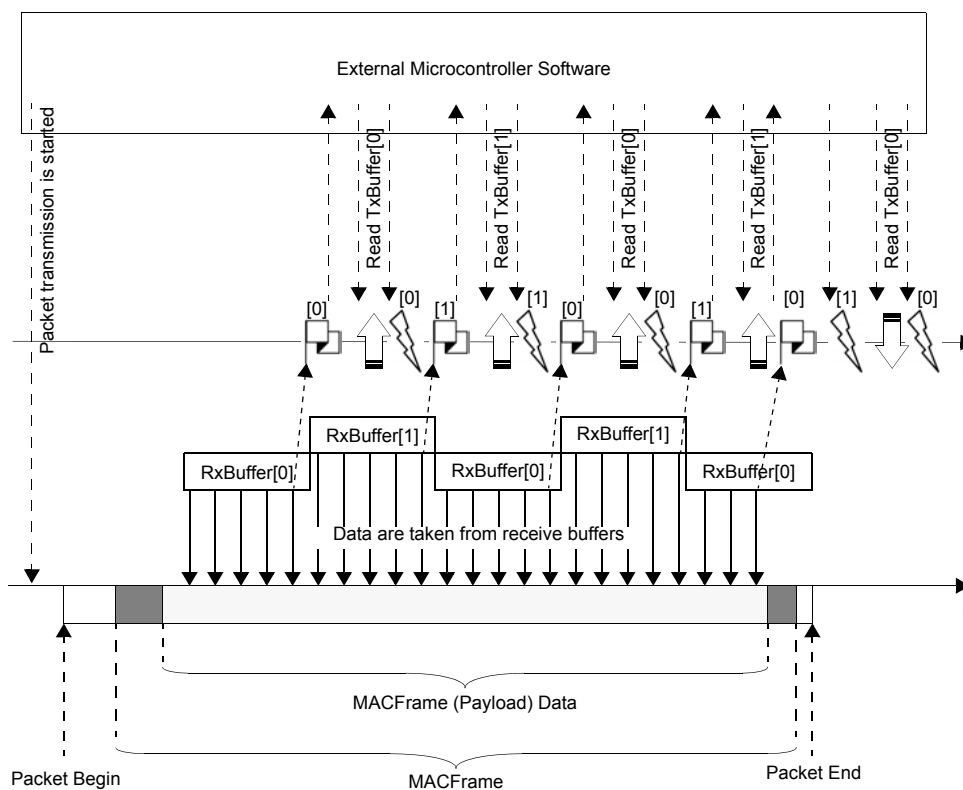 External Microcontroller Software
Packet transmission is started
Read TxBuffer[0]
Read TxBuffer[1]
Read TxBuffer[0]
Read TxBuffer[1]
Read TxBuffer[0]
[0] [0] [1] [1] [0] [0] [1] [0] [1] [0]
RxBuffer[1] RxBuffer[1]
RxBuffer[0] RxBuffer[0] RxBuffer[0]
Data are taken from receive buffers
MACFrame (Payload) Data
Packet Begin
MACFrame
Packet End